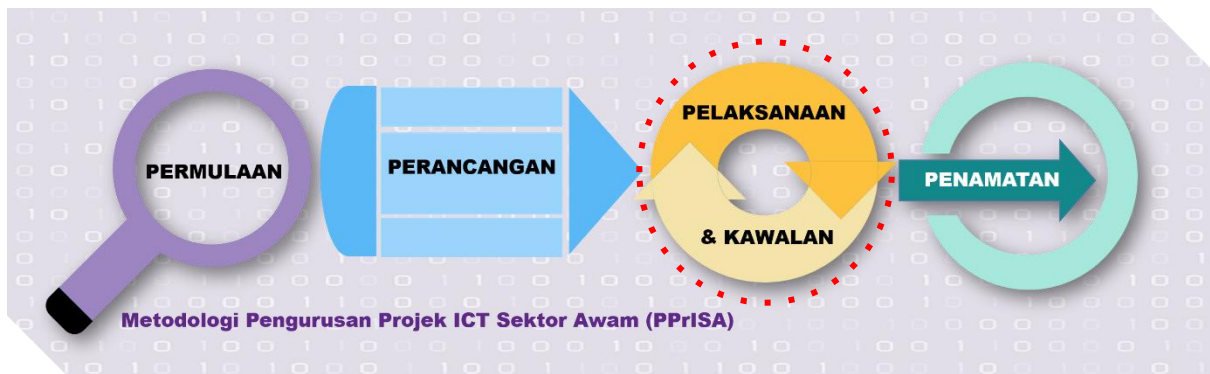 PERMULAAN
PERANCANGAN
PELAKSANAAN
& KAWALAN
PENAMATAN
Metodologi Pengurusan Projek ICT Sektor Awam (PPrISA)